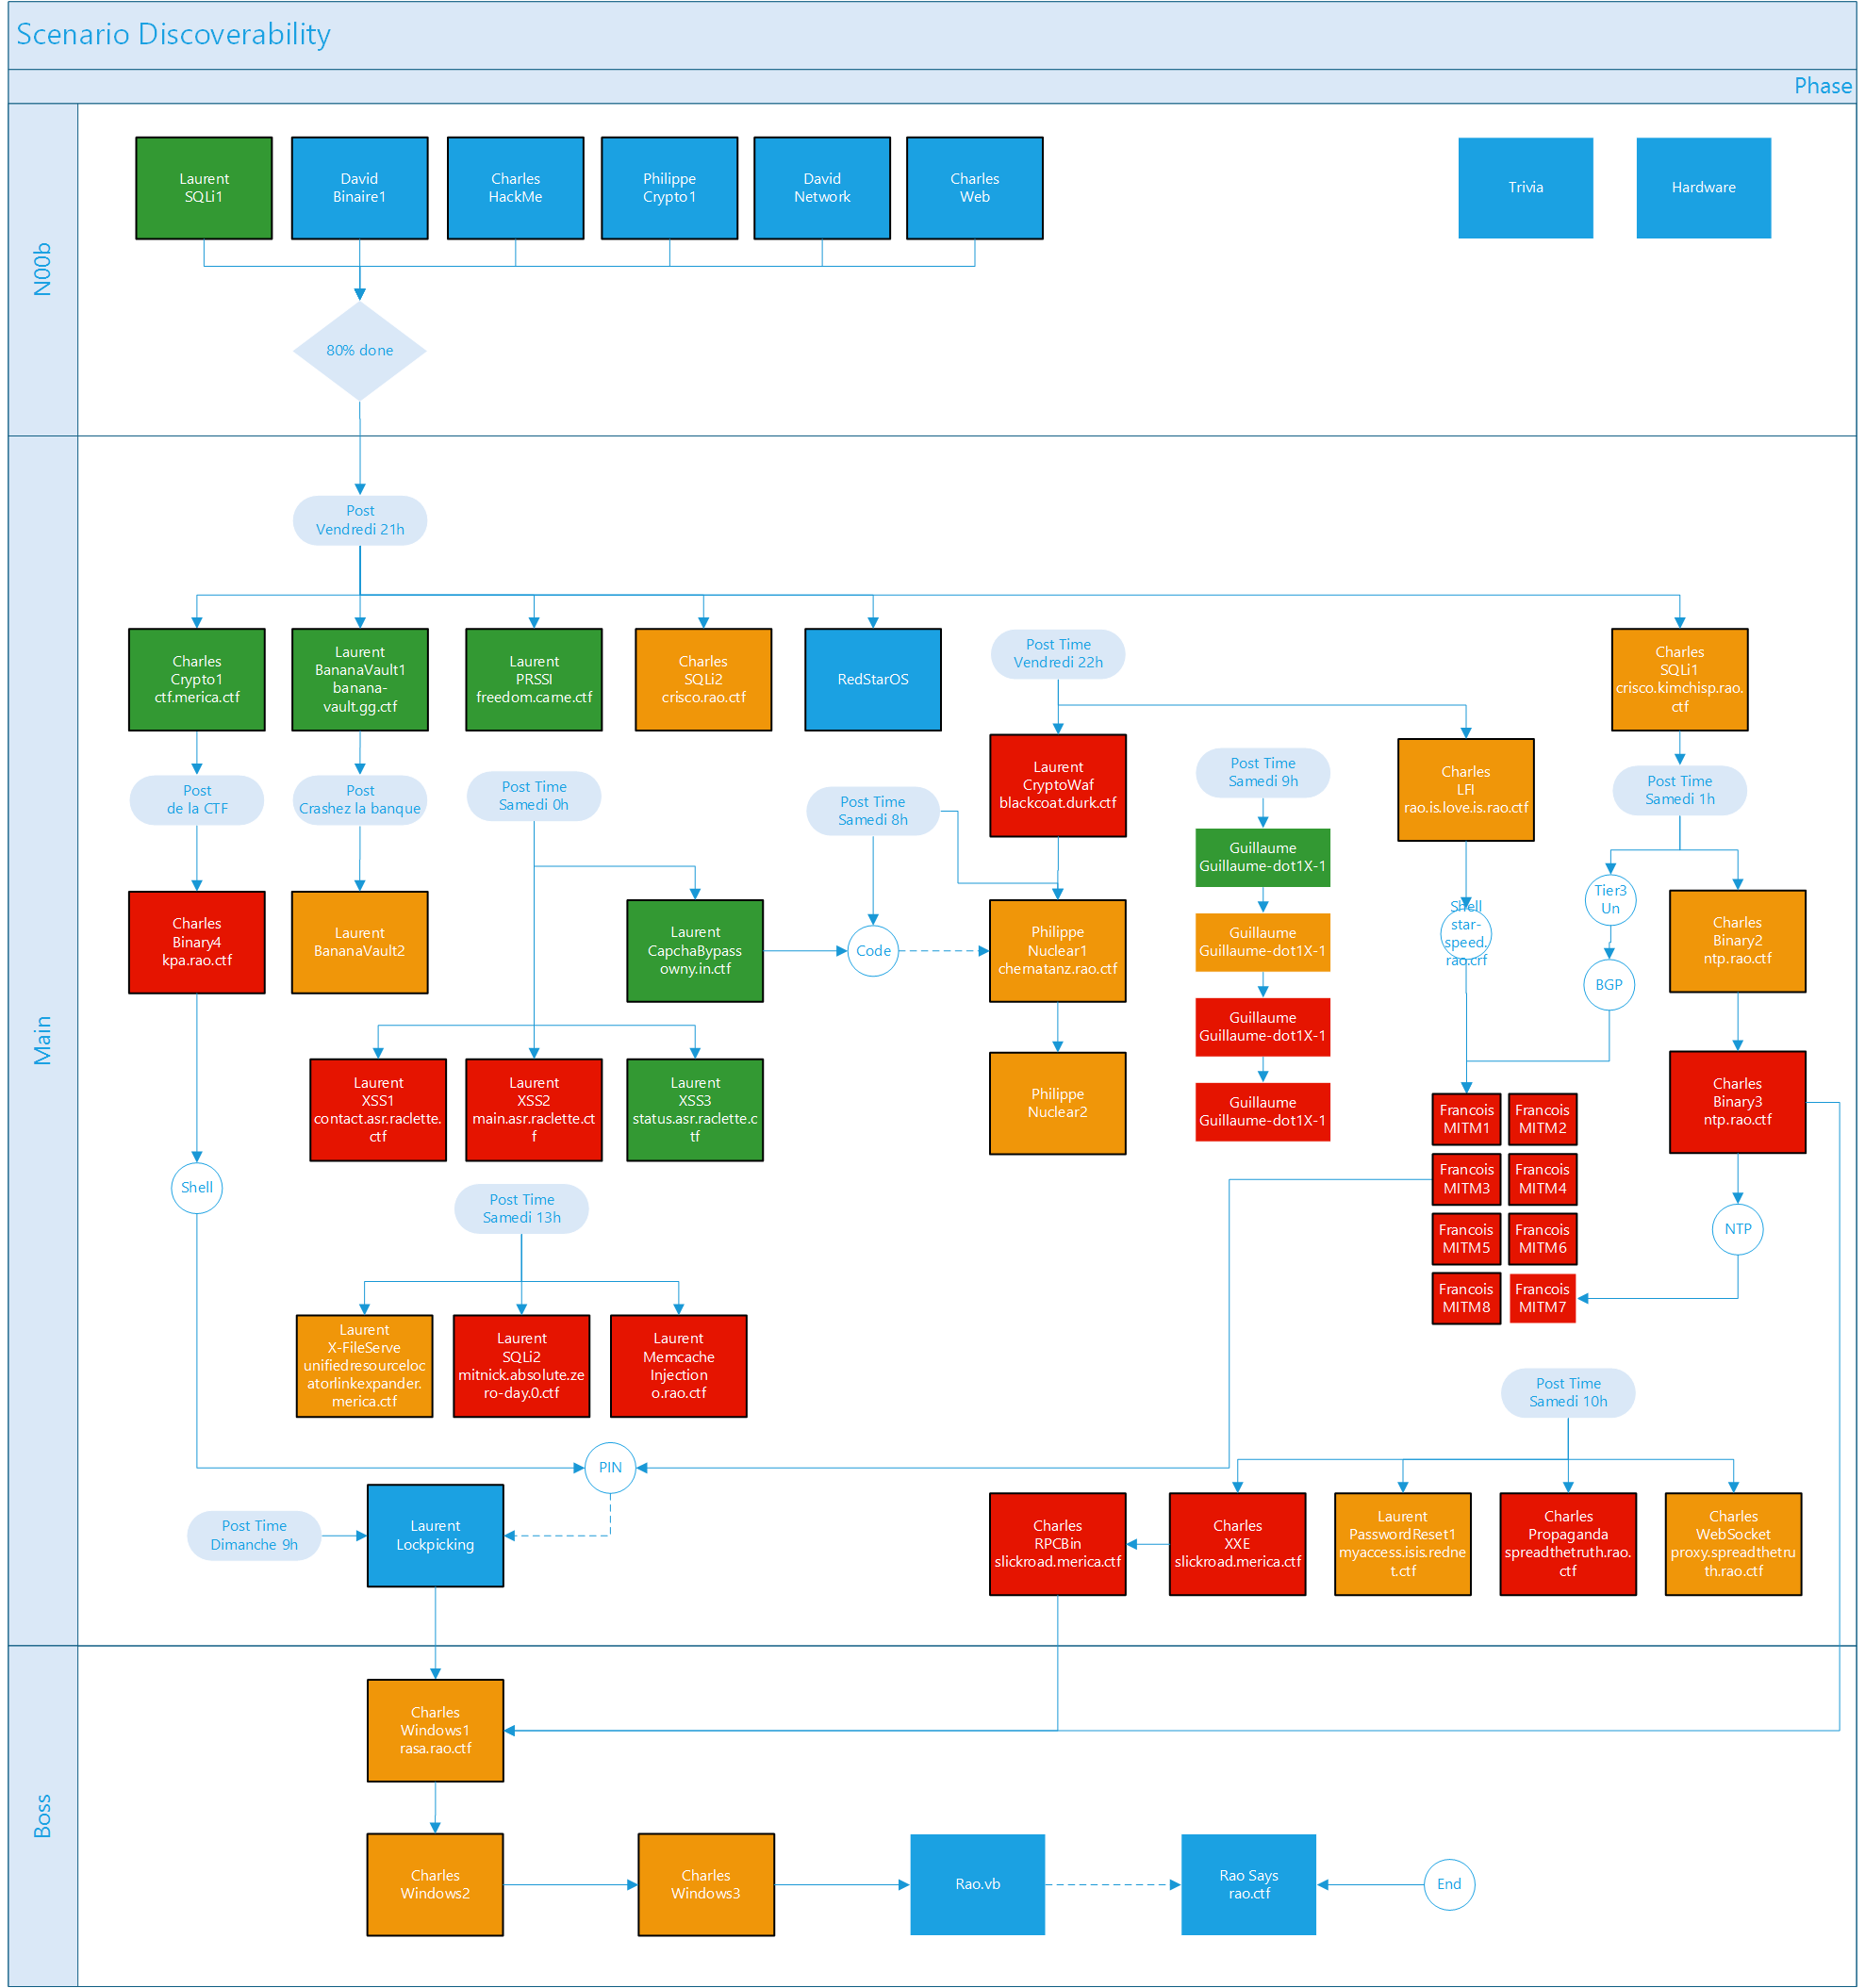 Scenario Discoverability
Phase
N00b
Laurent
SQLi1
David
Binaire1
Charles
HackMe
Philippe
Crypto1
David
Network
Charles
Web
Trivia
Hardware
80% done
Main
Post
Vendredi 21h
Charles
Crypto1
ctf.merica.ctf
Laurent
BananaVault1
banana-
vault.gg.ctf
Laurent
PRSSI
freedom.came.ctf
Charles
SQLi2
crisco.rao.ctf
RedStarOS
Post Time
Vendredi 22h
Charles
SQLi1
crisco.kimchisp.rao.
ctf
Post
de la CTF
Post
Crashez la banque
Post Time
Samedi 0h
Post Time
Samedi 8h
Laurent
CryptoWaf
blackcoat.durk.ctf
Post Time
Samedi 9h
Charles
LFI
rao.is.love.is.rao.ctf
Post Time
Samedi 1h
Guillaume
Guillaume-dot1X-1
Charles
Binary4
kpa.rao.ctf
Laurent
BananaVault2
Laurent
CapchaBypass
owny.in.ctf
Code
Philippe
Nuclear1
chematanz.rao.ctf
Guillaume
Guillaume-dot1X-1
Shell
star-
speed.
rao.crf
Tier3
Un
BGP
Charles
Binary2
ntp.rao.ctf
Guillaume
Guillaume-dot1X-1
Laurent
XSS1
contact.asr.raclette.
ctf
Laurent
XSS2
main.asr.raclette.ct
f
Laurent
XSS3
status.asr.raclette.c
tf
Philippe
Nuclear2
Guillaume
Guillaume-dot1X-1
Francois
MITM1
Francois
MITM2
Charles
Binary3
ntp.rao.ctf
Shell
Francois
MITM3
Francois
MITM4
Post Time
Samedi 13h
Francois
MITM5
Francois
MITM6
NTP
Francois
MITM8
Francois
MITM7
Laurent
X-FileServe
unifiedresourceloc
atorlinkexpander.
merica.ctf
Laurent
SQLi2
mitnick.absolute.ze
ro-day.0.ctf
Laurent
Memcache
Injection
o.rao.ctf
Post Time
Samedi 10h
PIN
Post Time
Dimanche 9h
Laurent
Lockpicking
Charles
RPCBin
slickroad.merica.ctf
Charles
XXE
slickroad.merica.ctf
Laurent
PasswordReset1
myaccess.isis.redne
t.ctf
Charles
Propaganda
spreadthetruth.rao.
ctf
Charles
WebSocket
proxy.spreadthetru
th.rao.ctf
Boss
Charles
Windows1
rasa.rao.ctf
Charles
Windows2
Charles
Windows3
Rao.vb
Rao Says
rao.ctf
End